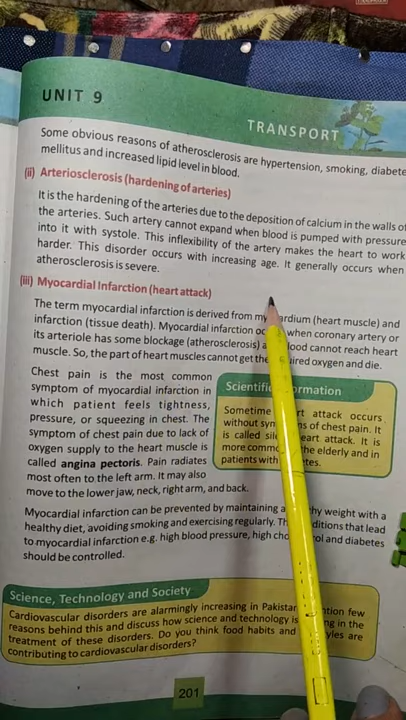 UNIT 9
TRANSPORT
Some obvious reasons of atherosclerosis are hypertension, smoking, diabete
mellitus and increased lipid level in blood.
(ii) Arteriosclerosis (hardening of arteries)
It is the hardening of the arteries due to the deposition of calcium in the walls of
the arteries. Such artery cannot expand when blood is pumped with pressure
into it with systole. This inflexibility of the artery makes the heart to work
harder. This disorder occurs with increasing age. It generally occurs when
atherosclerosis is severe.
(iii) Myocardial Infarction (heart attack)
The term myocardial infarction is derived from my ardium (heart muscle) and
infarction (tissue death). Myocardial infarction oc when coronary artery or
its arteriole has some blockage (atherosclerosis) a ood cannot reach heart
muscle. So, the part of heart muscles cannot get the uired oxygen and die.
Chest pain is the most common
symptom of myocardial infarction in
which patient feels tightness,
pressure, or squeezing in chest. The
symptom of chest pain due to lack of
oxygen supply to the heart muscle is
called angina pectoris. Pain radiates
most often to the left arm. It may also
move to the lower jaw, neck, right arm, and back.
Scientific ormation
Sometime rt attack occurs
without sym ns of chest pain. It
is called sile eart attack. It is
more commo the elderly and in
patients with etes.
Myocardial infarction can be prevented by maintaining a hy weight with a
healthy diet, avoiding smoking and exercising regularly. Th ditions that lead
to myocardial infarction e.g. high blood pressure, high cho ol and diabetes
should be controlled.
Science, Technology and Society
Cardiovascular disorders are alarmingly increasing in Pakistan ntion few
reasons behind this and discuss how science and technology is ng in the
treatment of these disorders. Do you think food habits and yles are
contributing to cardiovascular disorders?
201